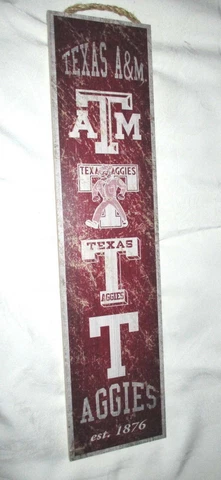 TEXAS A&M.
ATM
TEXAS AGGIES
TEXAS
AGGIES
T
AGGIES
est. 1876